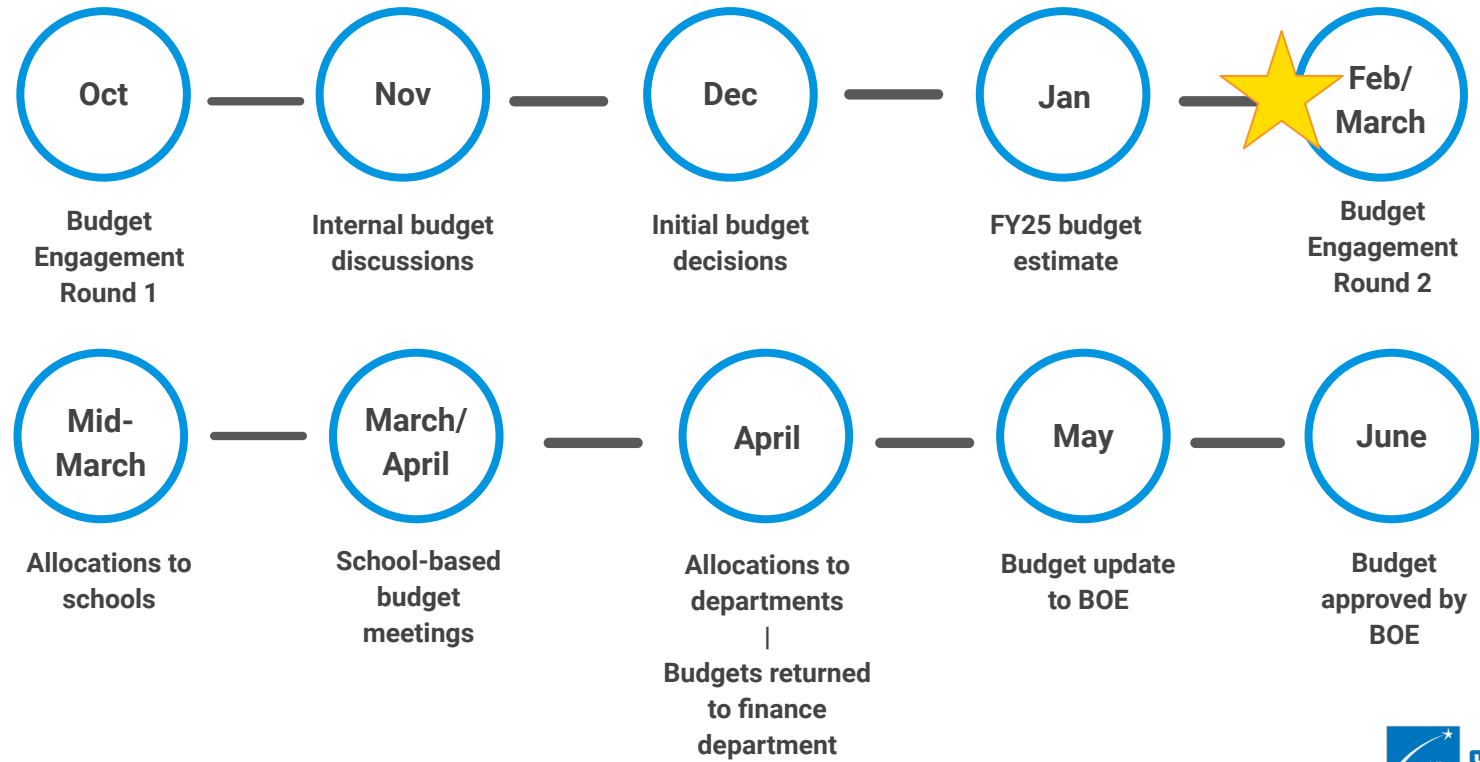 Oct
Nov
Dec
Jan
Feb/
March
Budget
Engagement
Round 1
Internal budget
discussions
Initial budget
decisions
FY25 budget
estimate
Budget
Engagement
Round 2
Mid-
March
March/
April
April
May
June
Allocations to
schools
School-based
budget
meetings
Allocations to
departments
|
Budgets returned
to finance
department
Budget update
to BOE
Budget
approved by
BOE